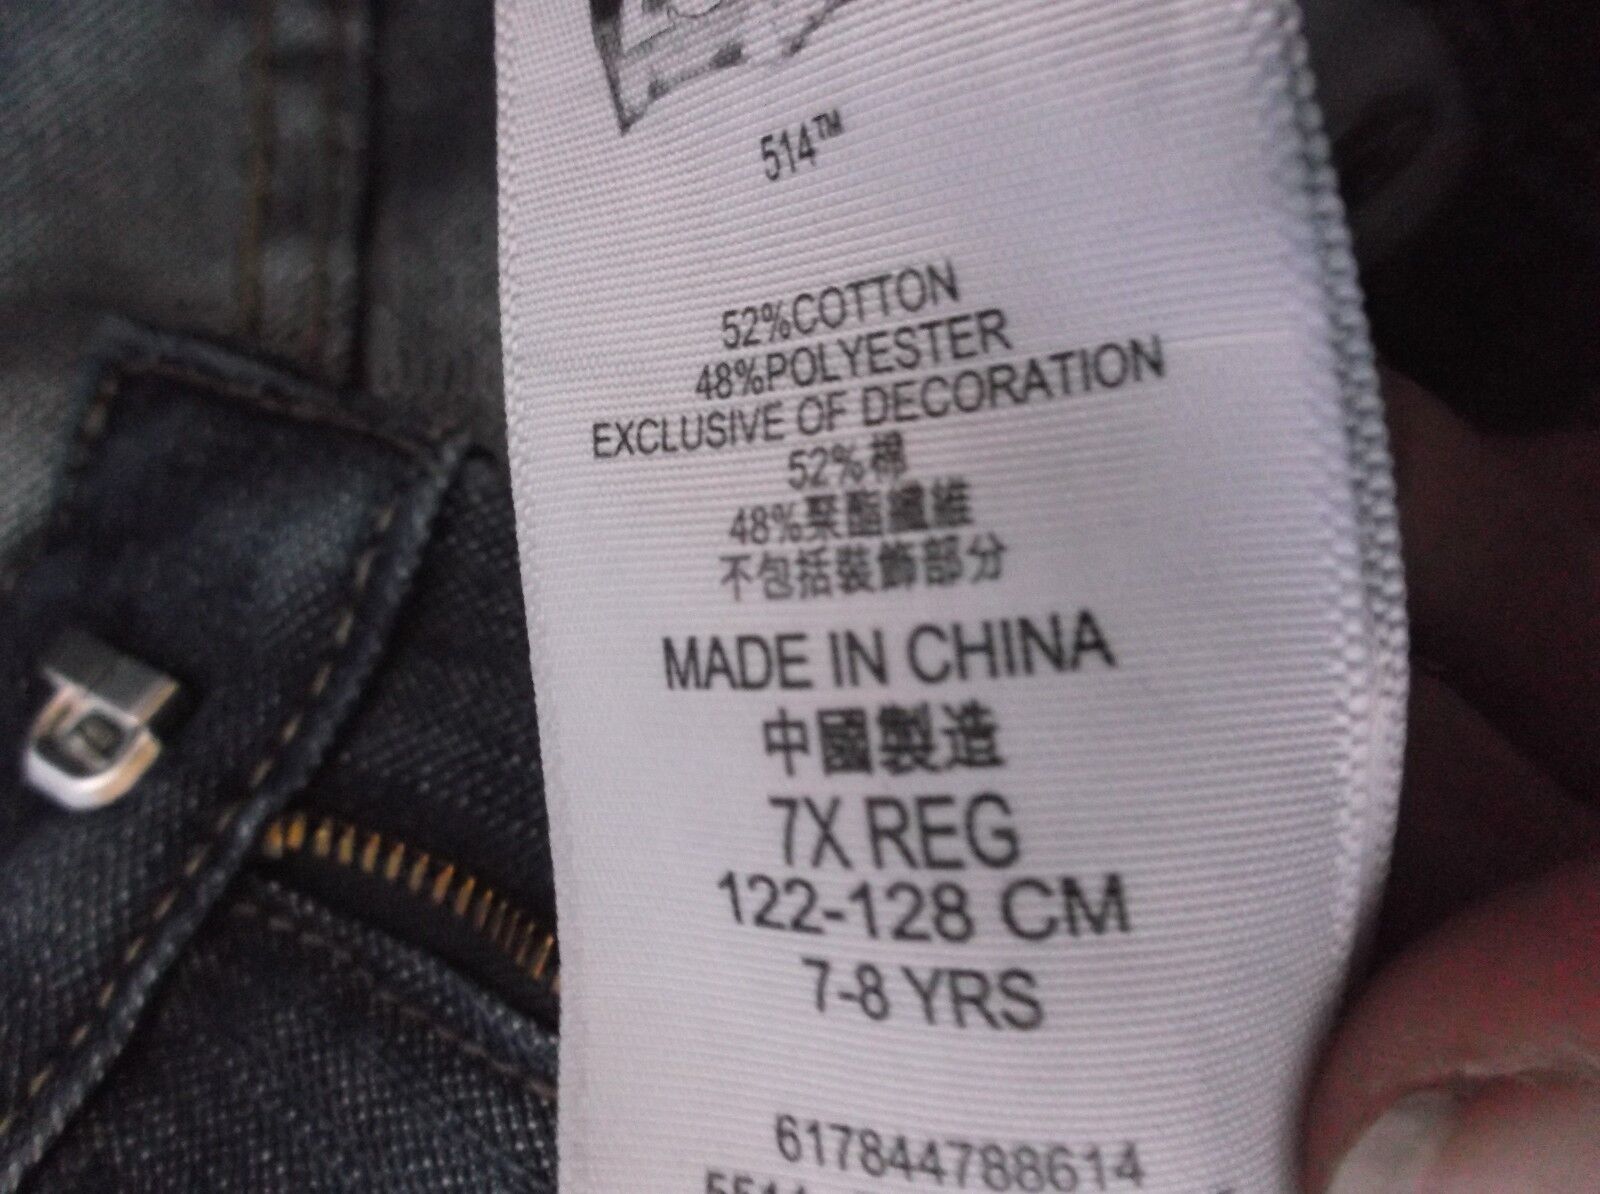 514™
52%COTTON
48%POLYESTER
EXCLUSIVE OF DECORATION
52%棉
48%聚酯纖維
不包括裝飾部分
MADE IN CHINA
中國製造
7X REG
122-128 CM
7-8 YRS
617844788614